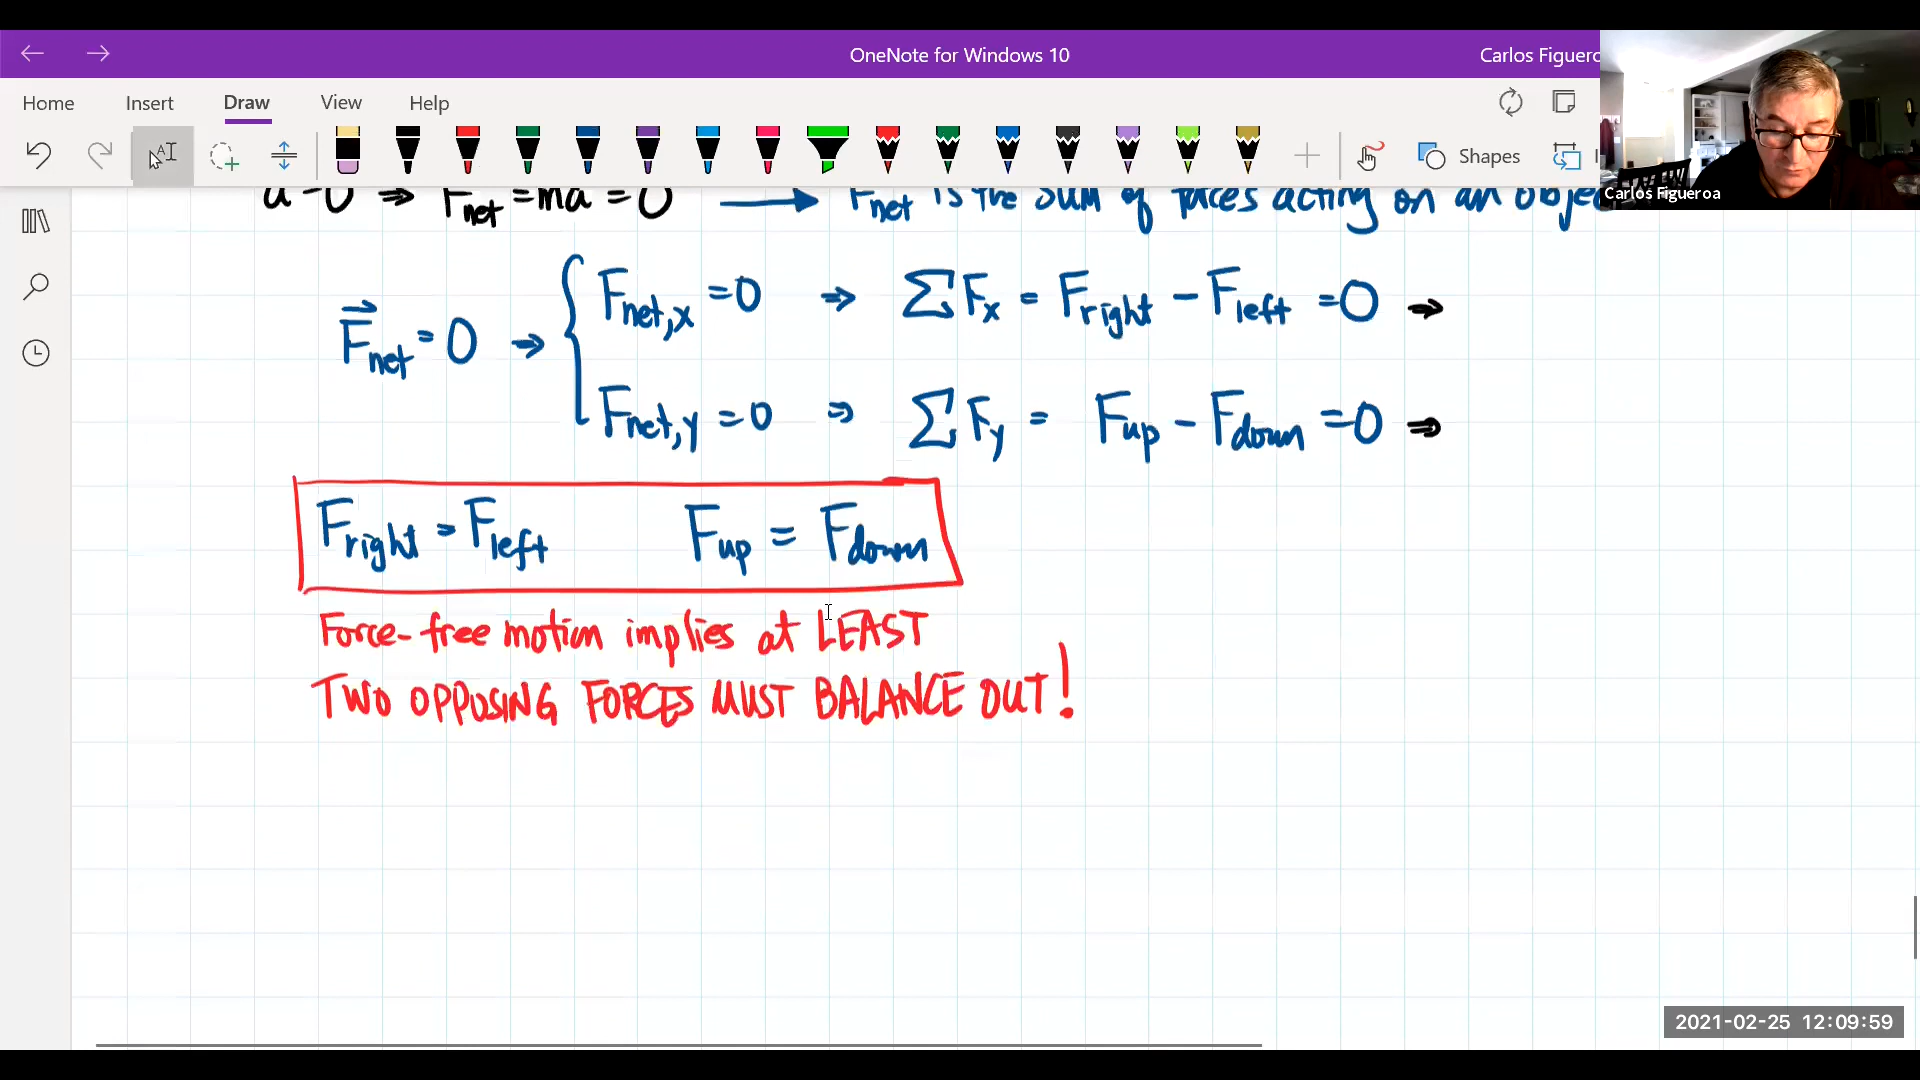 OneNote for Windows 10
Carlos Figuero
Home Insert Draw View Help
Shapes
Carlos Figueroa
a = 0 ⇒ Fnet = ma = 0 → Fnet is the sum of forces acting on an objec
F⃗net = 0 → { Fnet,x = 0 ⇒ ∑Fx = Fright - Fleft = 0 ⇒
Fnet,y = 0 ⇒ ∑Fy = Fup - Fdown = 0 ⇒
Fright = Fleft Fup = Fdown
Force-free motion implies at LEAST
TWO OPPOSING FORCES MUST BALANCE OUT!
2021-02-25 12:09:59